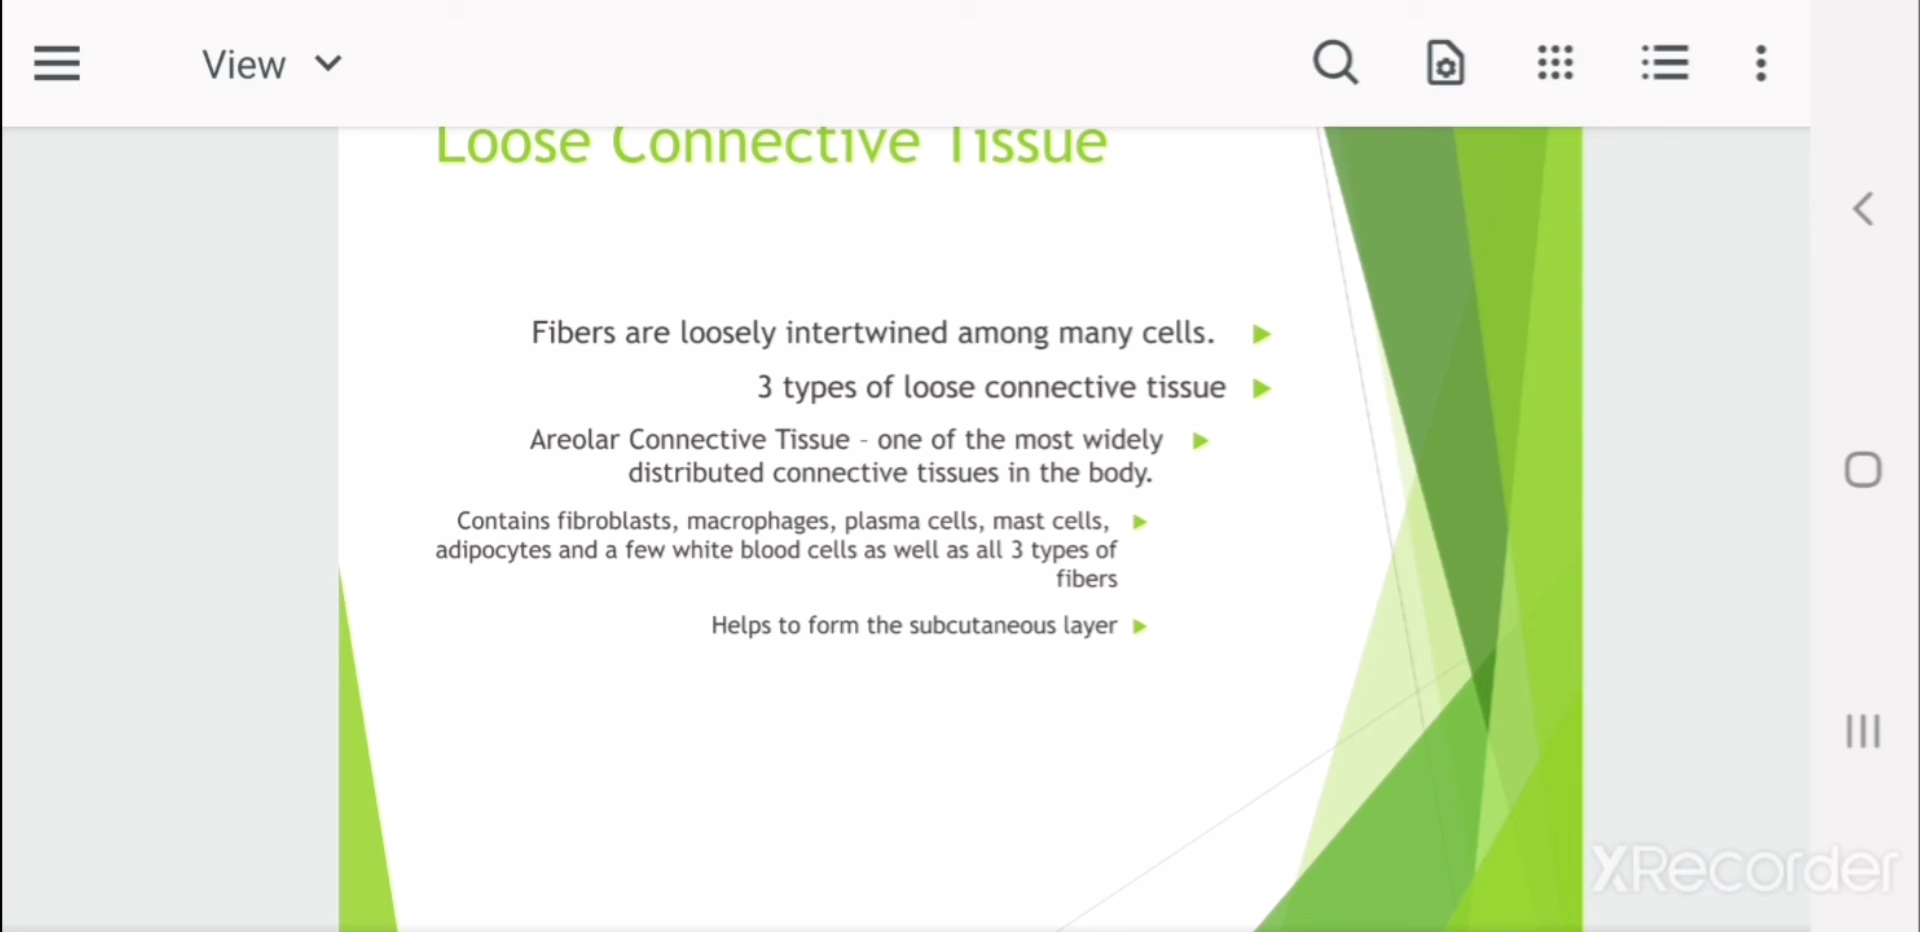 View
Loose Connective Tissue
Fibers are loosely intertwined among many cells.
3 types of loose connective tissue
Areolar Connective Tissue - one of the most widely
distributed connective tissues in the body.
Contains fibroblasts, macrophages, plasma cells, mast cells,
adipocytes and a few white blood cells as well as all 3 types of
fibers
Helps to form the subcutaneous layer
XRecorder